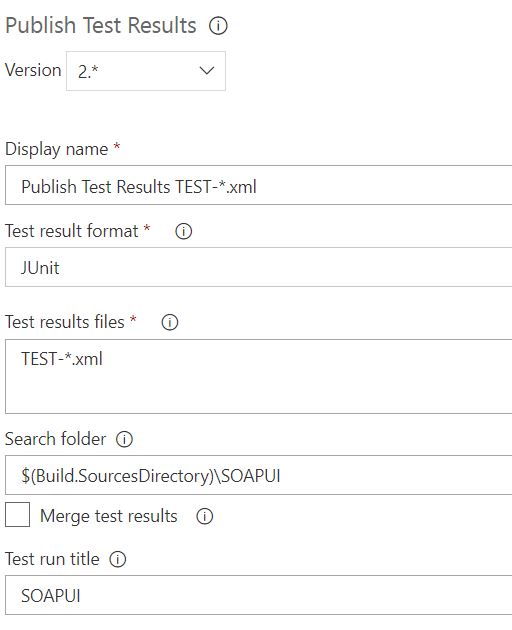 Publish Test Results
Version 2.*
Display name *
Publish Test Results TEST-*.xml
Test result format *
JUnit
Test results files *
TEST-*.xml
Search folder
$(Build.SourcesDirectory)\SOAPUI
Merge test results
Test run title
SOAPUI